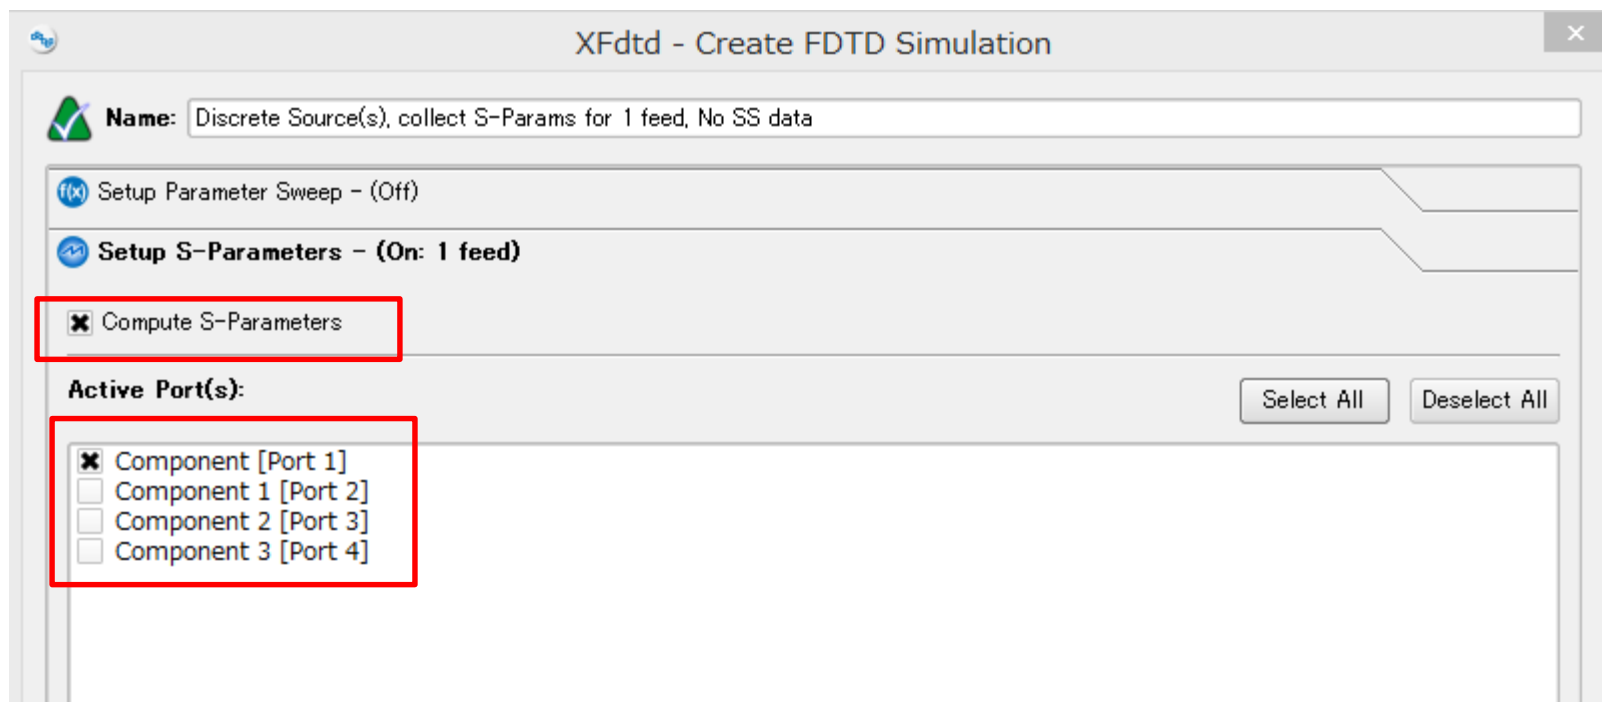 XFdtd - Create FDTD Simulation
Name: Discrete Source(s), collect S-Params for 1 feed, No SS data
f(x) Setup Parameter Sweep - (Off)
Setup S-Parameters - (On: 1 feed)
Compute S-Parameters
Active Port(s): Select All Deselect All
Component [Port 1]
Component 1 [Port 2]
Component 2 [Port 3]
Component 3 [Port 4]